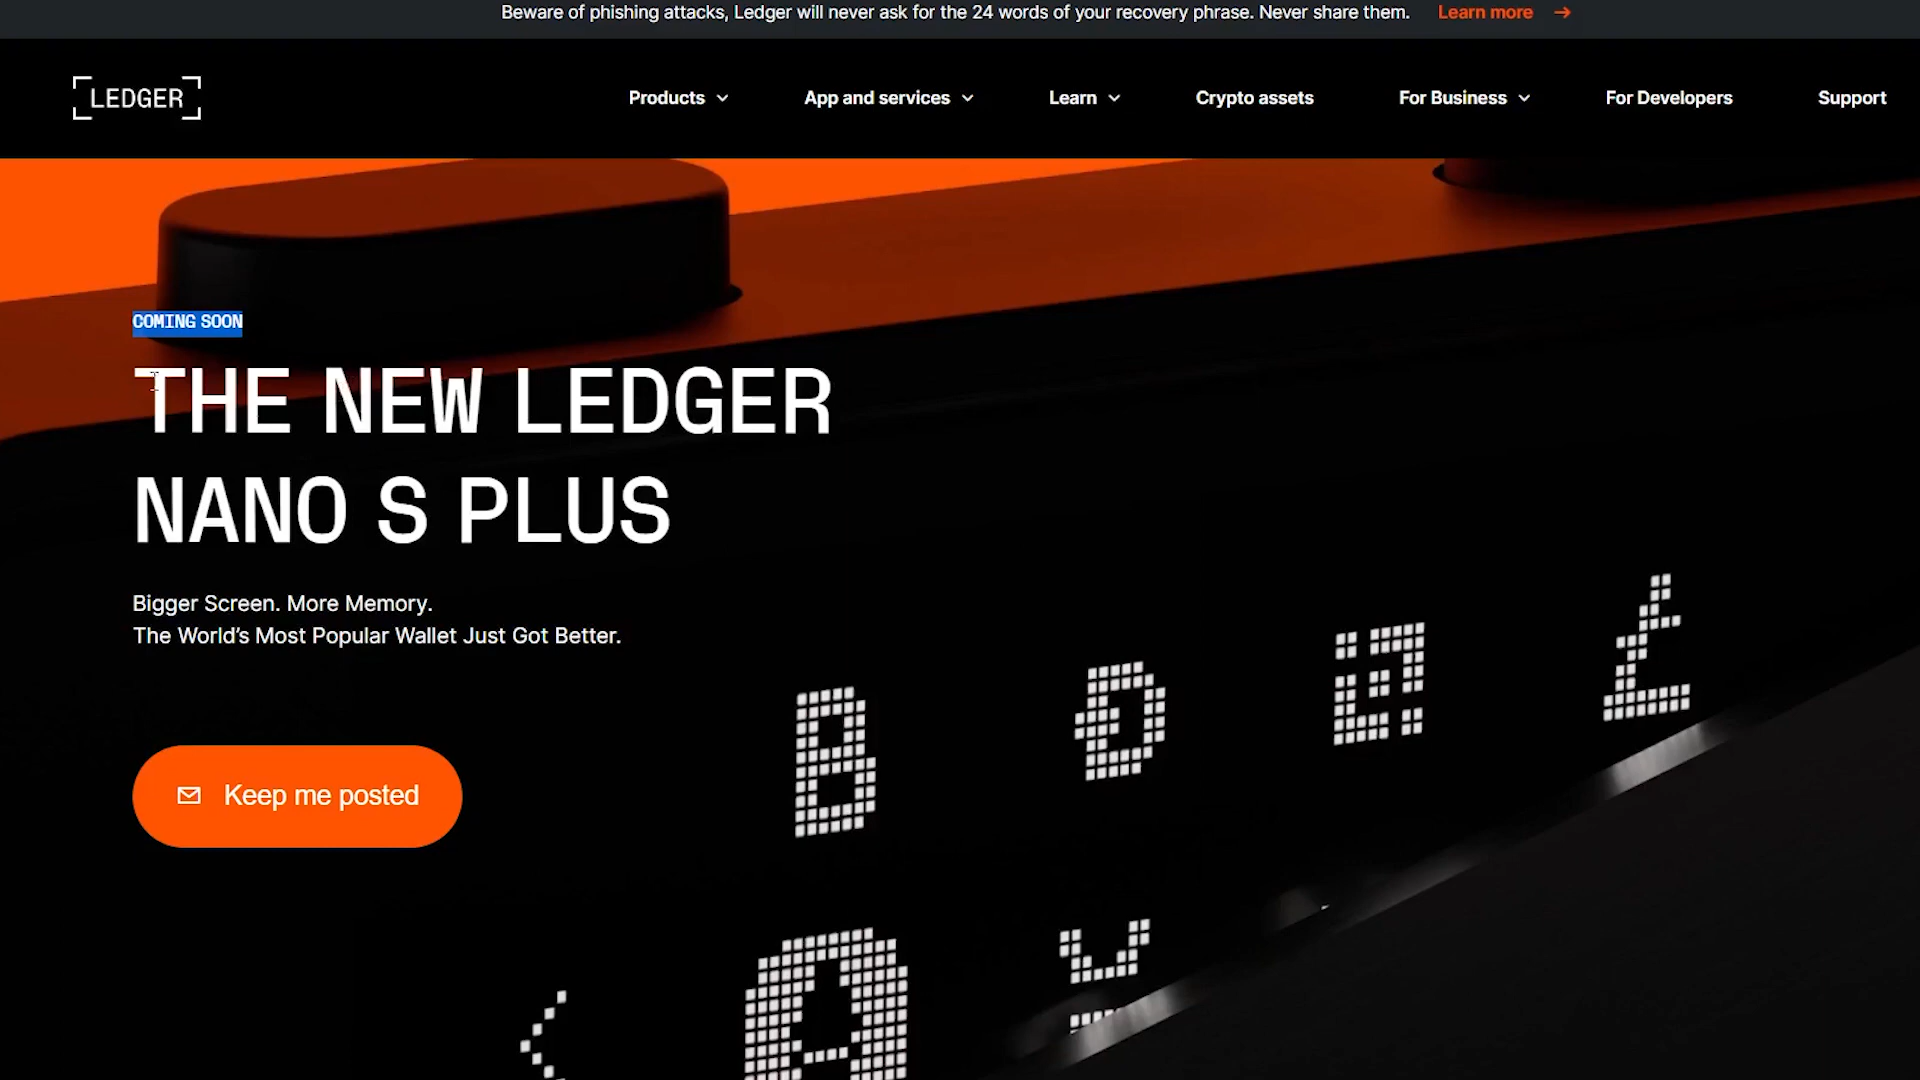 Beware of phishing attacks, Ledger will never ask for the 24 words of your recovery phrase. Never share them. Learn more
LEDGER
Products
App and services
Learn
Crypto assets
For Business
For Developers
Support
COMING SOON
THE NEW LEDGER
NANO S PLUS
Bigger Screen. More Memory.
The World’s Most Popular Wallet Just Got Better.
Keep me posted